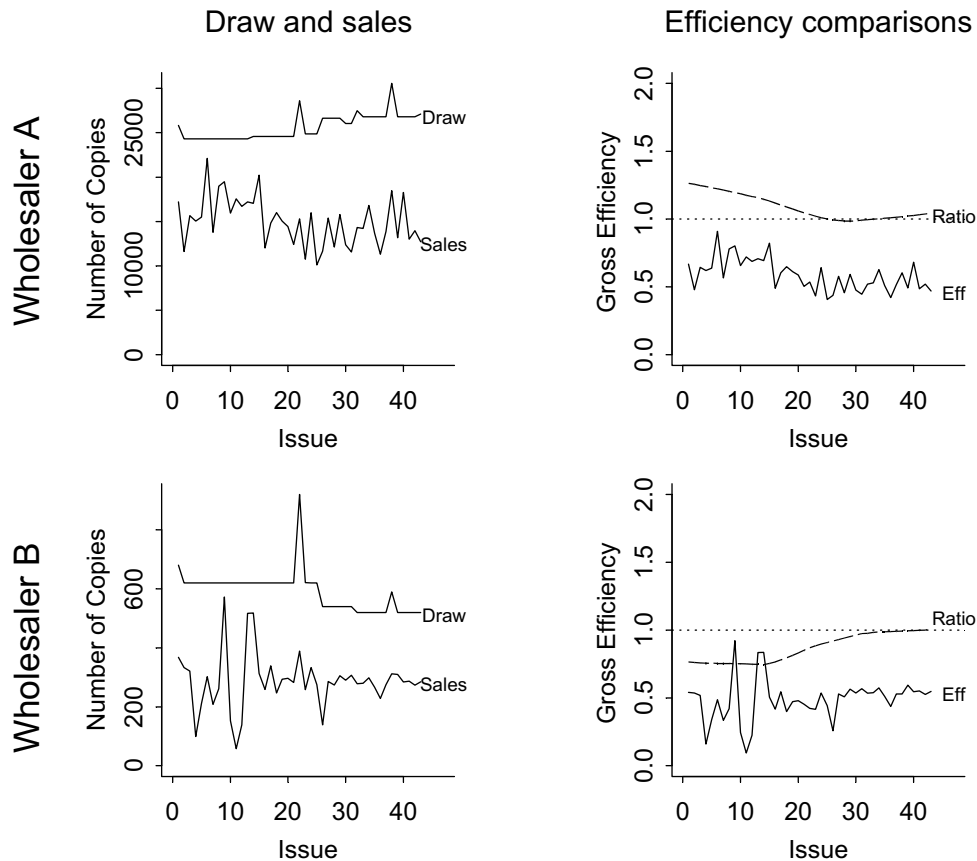 Draw and sales
Efficiency comparisons
Wholesaler A
Number of Copies
0
10000
25000
Draw
Sales
0 10 20 30 40
Issue
Gross Efficiency
0.0
0.5
1.0
1.5
2.0
Ratio
Eff
0 10 20 30 40
Issue
Wholesaler B
Number of Copies
0
200
600
Draw
Sales
0 10 20 30 40
Issue
Gross Efficiency
0.0
0.5
1.0
1.5
2.0
Ratio
Eff
0 10 20 30 40
Issue